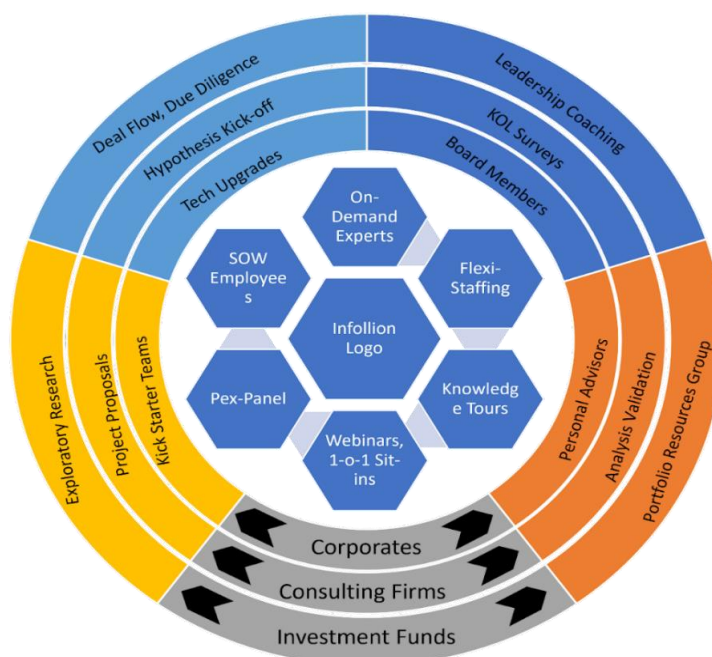 Deal Flow, Due Diligence
Hypothesis Kick-off
Tech Upgrades
Leadership Coaching
KOL Surveys
Board Members
On-
Demand
Experts
SOW
Employee
s
Flexi-
Staffing
Infollion
Logo
Pex-Panel
Knowledg
e Tours
Webinars,
1-o-1 Sit-
ins
Exploratory Research
Project Proposals
Kick Starter Teams
Personal Advisors
Analysis Validation
Portfolio Resources Group
Corporates
Consulting Firms
Investment Funds